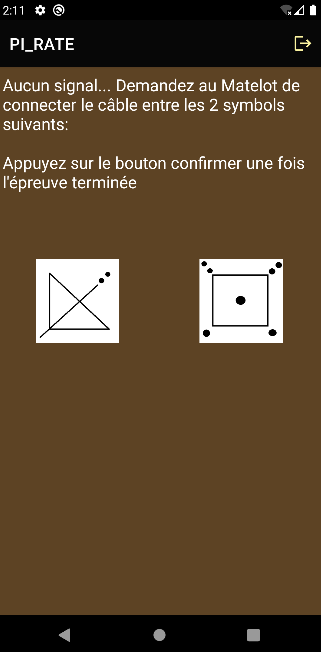 2:11
PI_RATE
Aucun signal... Demandez au Matelot de
connecter le câble entre les 2 symbols
suivants:
Appuyez sur le bouton confirmer une fois
l'épreuve terminée